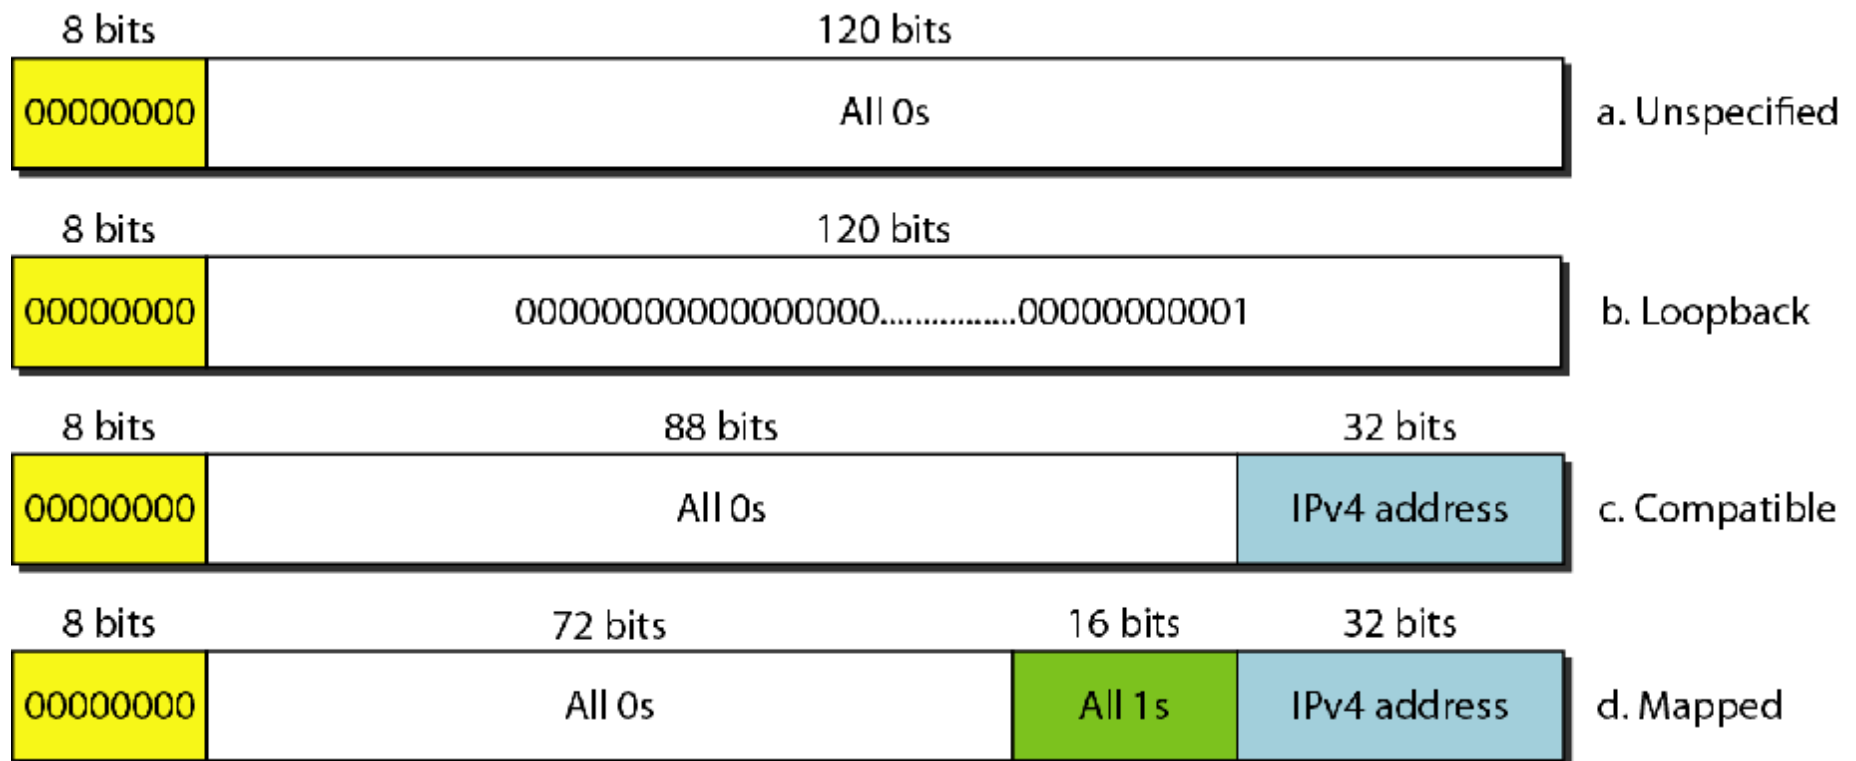 8 bits 120 bits
00000000 All 0s a. Unspecified
8 bits 120 bits
00000000 00000000000000000................00000000001 b. Loopback
8 bits 88 bits 32 bits
00000000 All 0s IPv4 address c. Compatible
8 bits 72 bits 16 bits 32 bits
00000000 All 0s All 1s IPv4 address d. Mapped